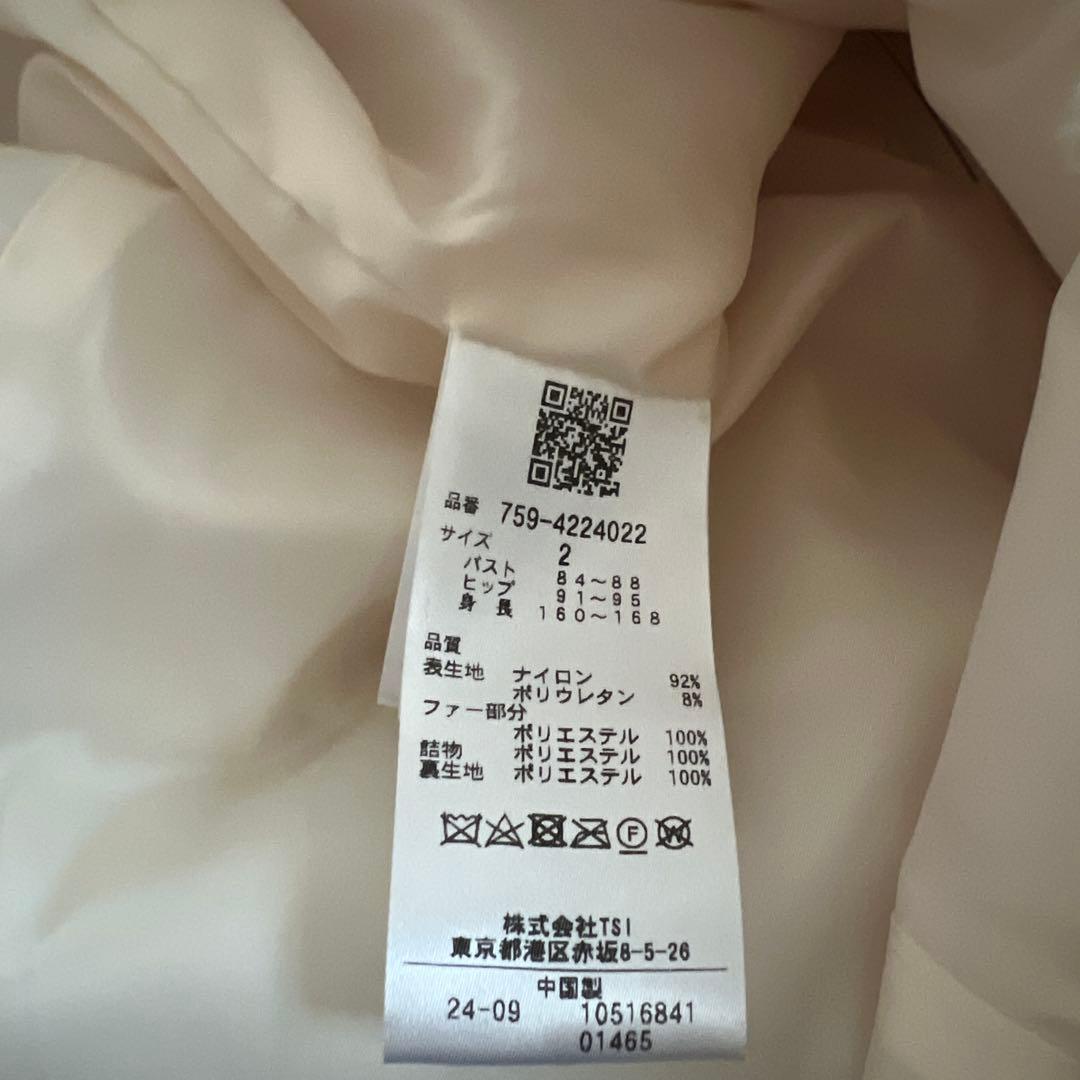 品番 759-4224022
サイズ 2
バスト 84～88
ヒップ 91～95
身長 160～168
品質
表生地 ナイロン 92%
ポリウレタン 8%
ファー部分
ポリエステル 100%
詰物 ポリエステル 100%
裏生地 ポリエステル 100%
F W
株式会社TSI
東京都港区赤坂8-5-26
中国製
24-09 10516841
01465